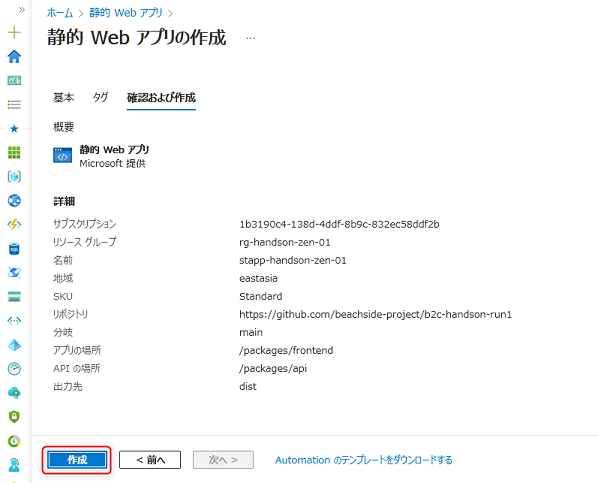 »
ホーム > 静的 Web アプリ >
静的 Web アプリの作成 …
基本 タグ 確認および作成
概要
静的 Web アプリ
Microsoft 提供
詳細
サブスクリプション 1b3190c4-138d-4ddf-8b9c-832ec58ddf2b
リソース グループ rg-handson-zen-01
名前 stapp-handson-zen-01
地域 eastasia
SKU Standard
リポジトリ https://github.com/beachside-project/b2c-handson-run1
分岐 main
アプリの場所 /packages/frontend
API の場所 /packages/api
出力先 dist
作成 < 前へ 次へ > Automation のテンプレートをダウンロードする